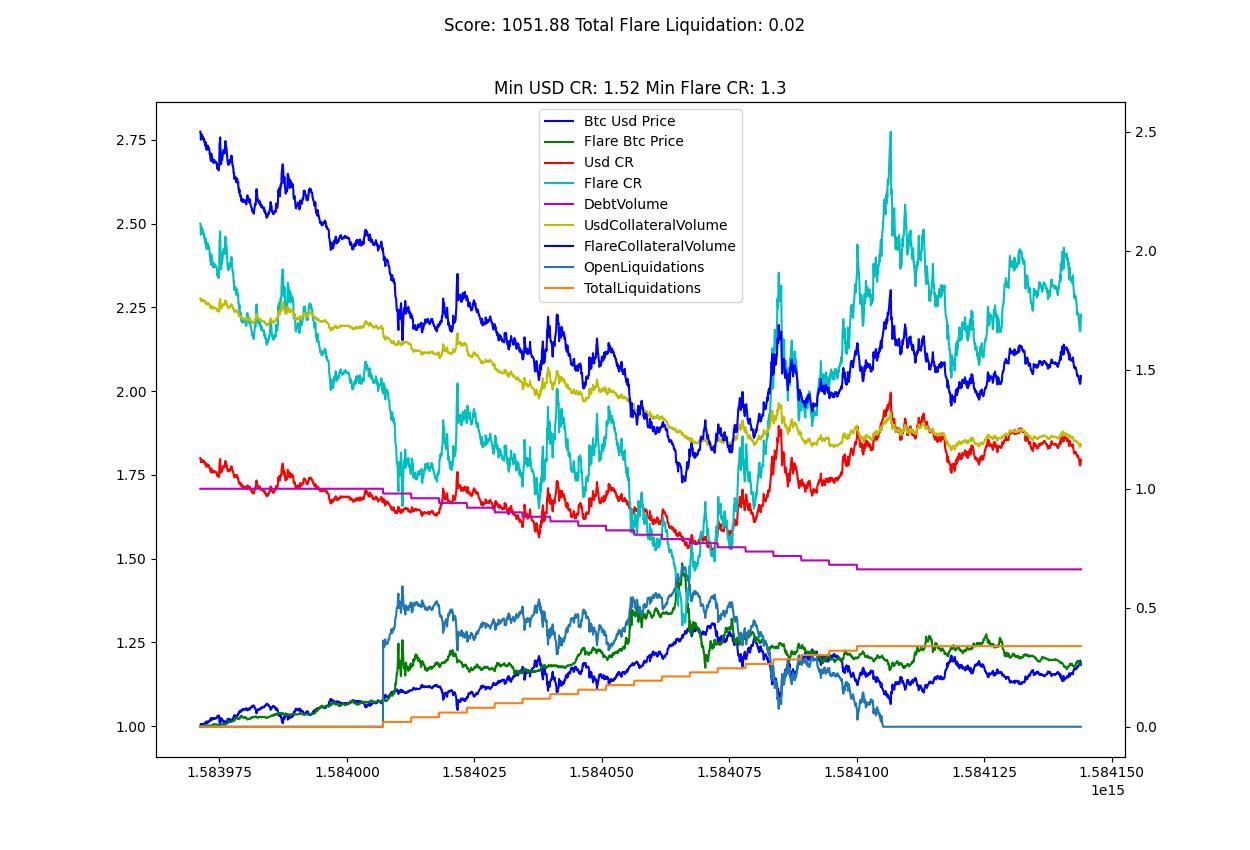 Score: 1051.88 Total Flare Liquidation: 0.02
Min USD CR: 1.52 Min Flare CR: 1.3
Btc Usd Price
Flare Btc Price
Usd CR
Flare CR
DebtVolume
UsdCollateralVolume
FlareCollateralVolume
OpenLiquidations
TotalLiquidations
2.75
2.50
2.25
2.00
1.75
1.50
1.25
1.00
2.5
2.0
1.5
1.0
0.5
0.0
1.583975 1.584000 1.584025 1.584050 1.584075 1.584100 1.584125 1.584150
1e15